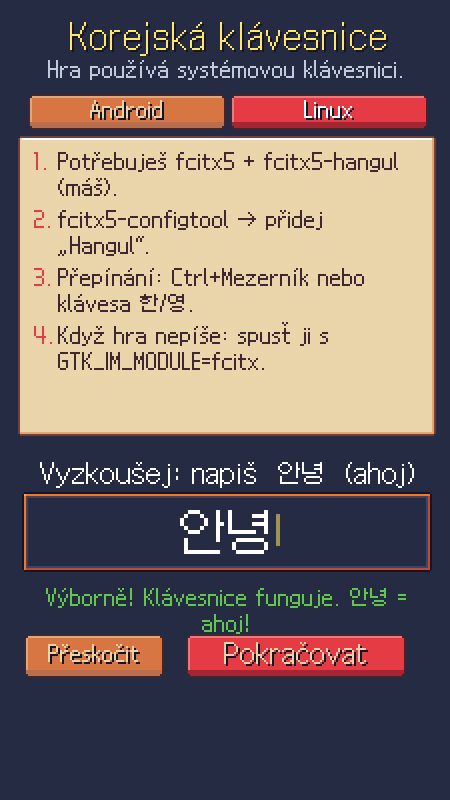 Korejská klávesnice
Hra používá systémovou klávesnici.
Android
Linux
1. Potřebuješ fcitx5 + fcitx5-hangul
(máš).
2. fcitx5-configtool → přidej
„Hangul“.
3. Přepínání: Ctrl+Mezerník nebo
klávesa 한/영.
4. Když hra nepíše: spusť ji s
GTK_IM_MODULE=fcitx.
Vyzkoušej: napiš 안녕 (ahoj)
안녕
Výborně! Klávesnice funguje. 안녕 =
ahoj!
Přeskočit
Pokračovat